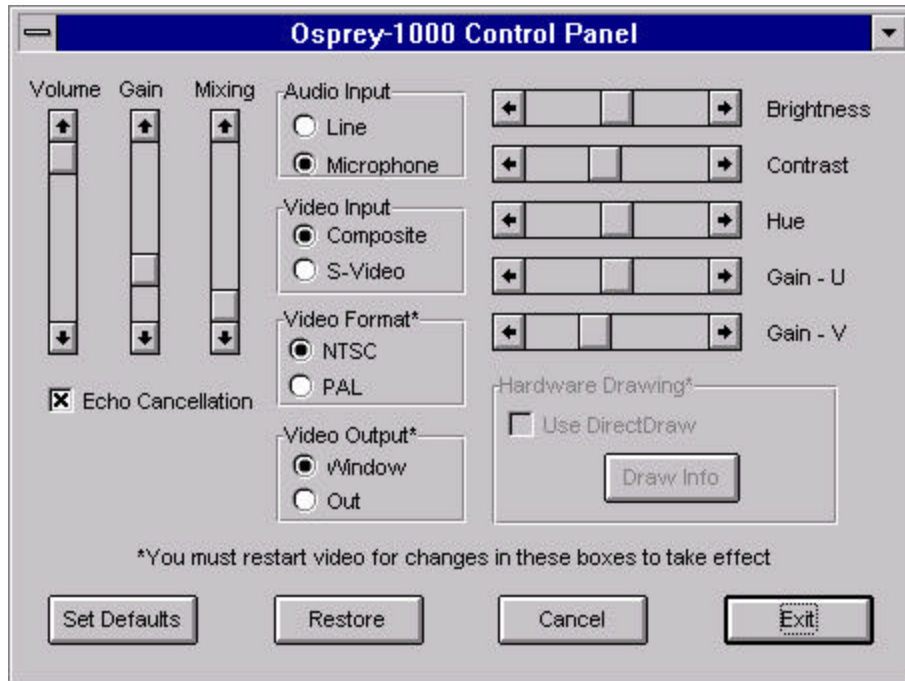 Osprey-1000 Control Panel
Volume Gain Mixing
Audio Input
Line
Microphone
Video Input
Composite
S-Video
Video Format*
NTSC
PAL
Echo Cancellation
Video Output*
Window
Out
Brightness
Contrast
Hue
Gain - U
Gain - V
Hardware Drawing*
Use DirectDraw
Draw Info
*You must restart video for changes in these boxes to take effect
Set Defaults
Restore
Cancel
Exit